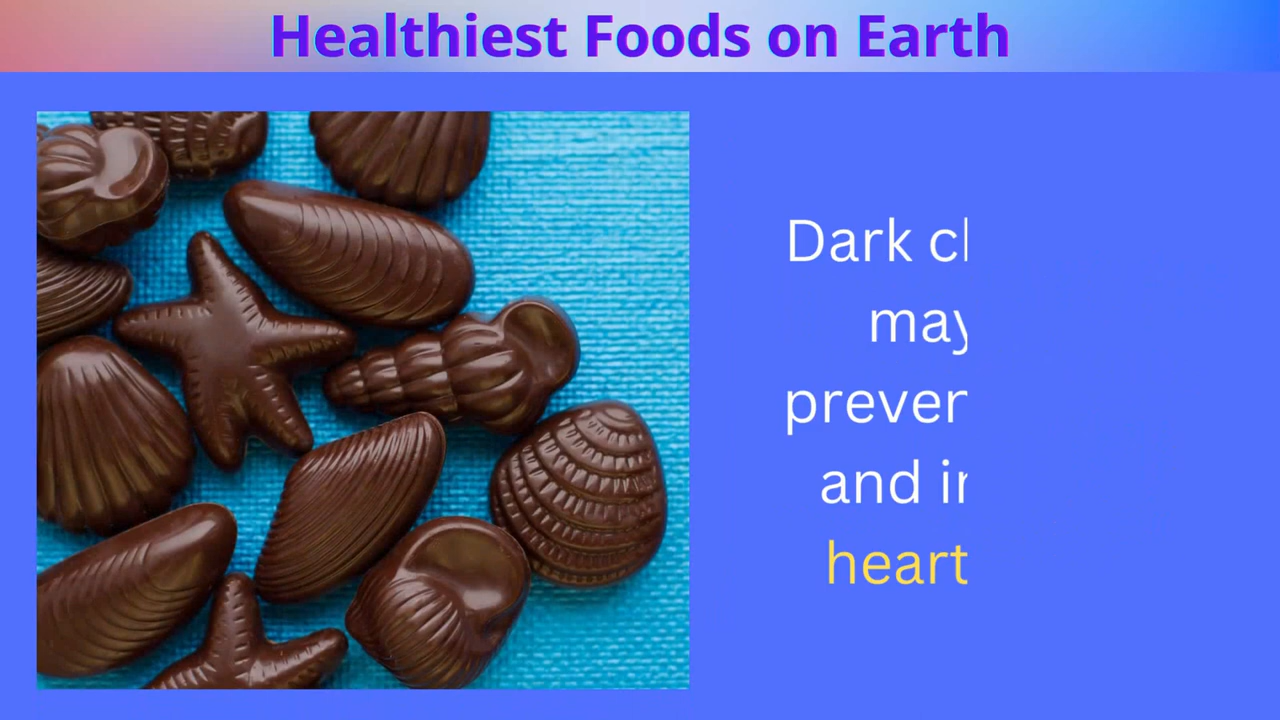 Healthiest Foods on Earth
Dark cl
may
prever
and ir
heart